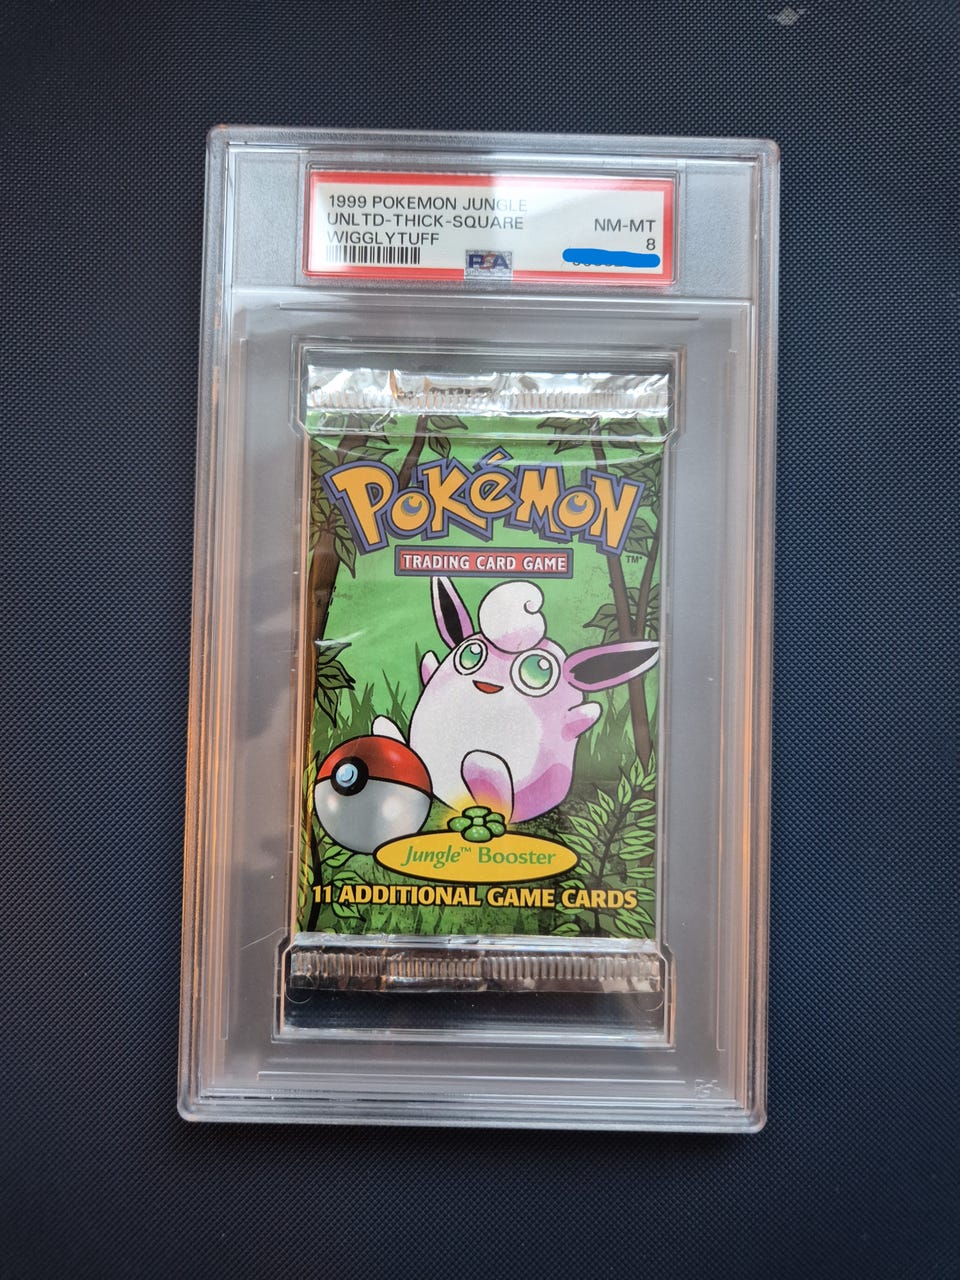 1999 POKEMON JUNGLE
UNLTD-THICK-SQUARE
WIGGLYTUFF
NM-MT
8
PSA
POKéMON
TRADING CARD GAME
TM
Jungle™ Booster
11 ADDITIONAL GAME CARDS